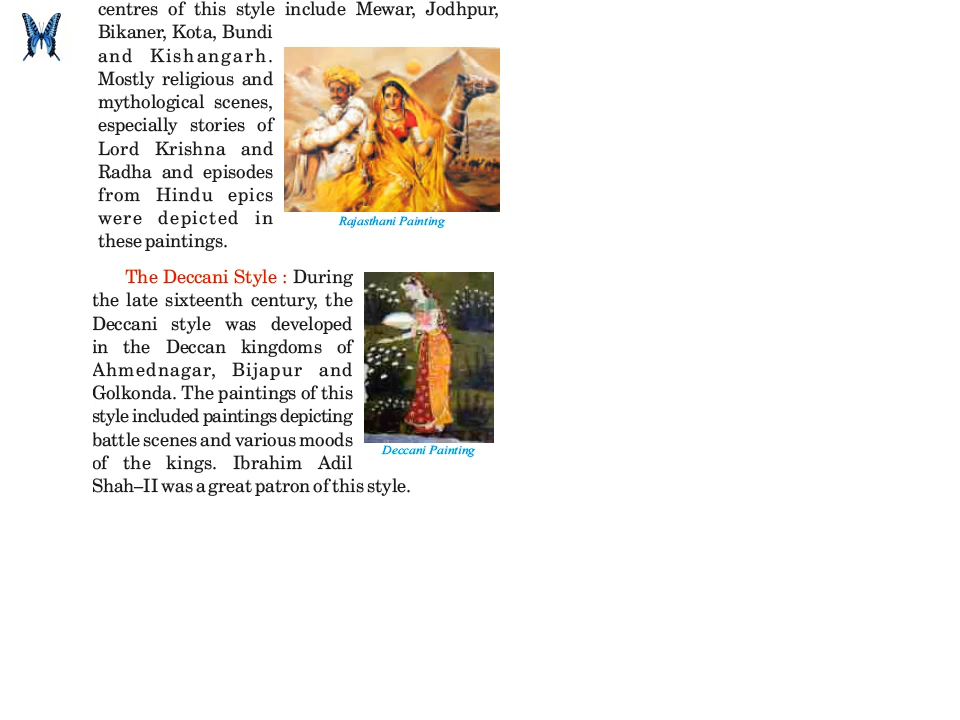 centres of this style include Mewar, Jodhpur,
Bikaner, Kota, Bundi
and Kishangarh.
Mostly religious and
mythological scenes,
especially stories of
Lord Krishna and
Radha and episodes
from Hindu epics
were depicted in
these paintings.
Rajasthani Painting
The Deccani Style : During
the late sixteenth century, the
Deccani style was developed
in the Deccan kingdoms of
Ahmednagar, Bijapur and
Golkonda. The paintings of this
style included paintings depicting
battle scenes and various moods
of the kings. Ibrahim Adil
Shah–II was a great patron of this style.
Deccani Painting